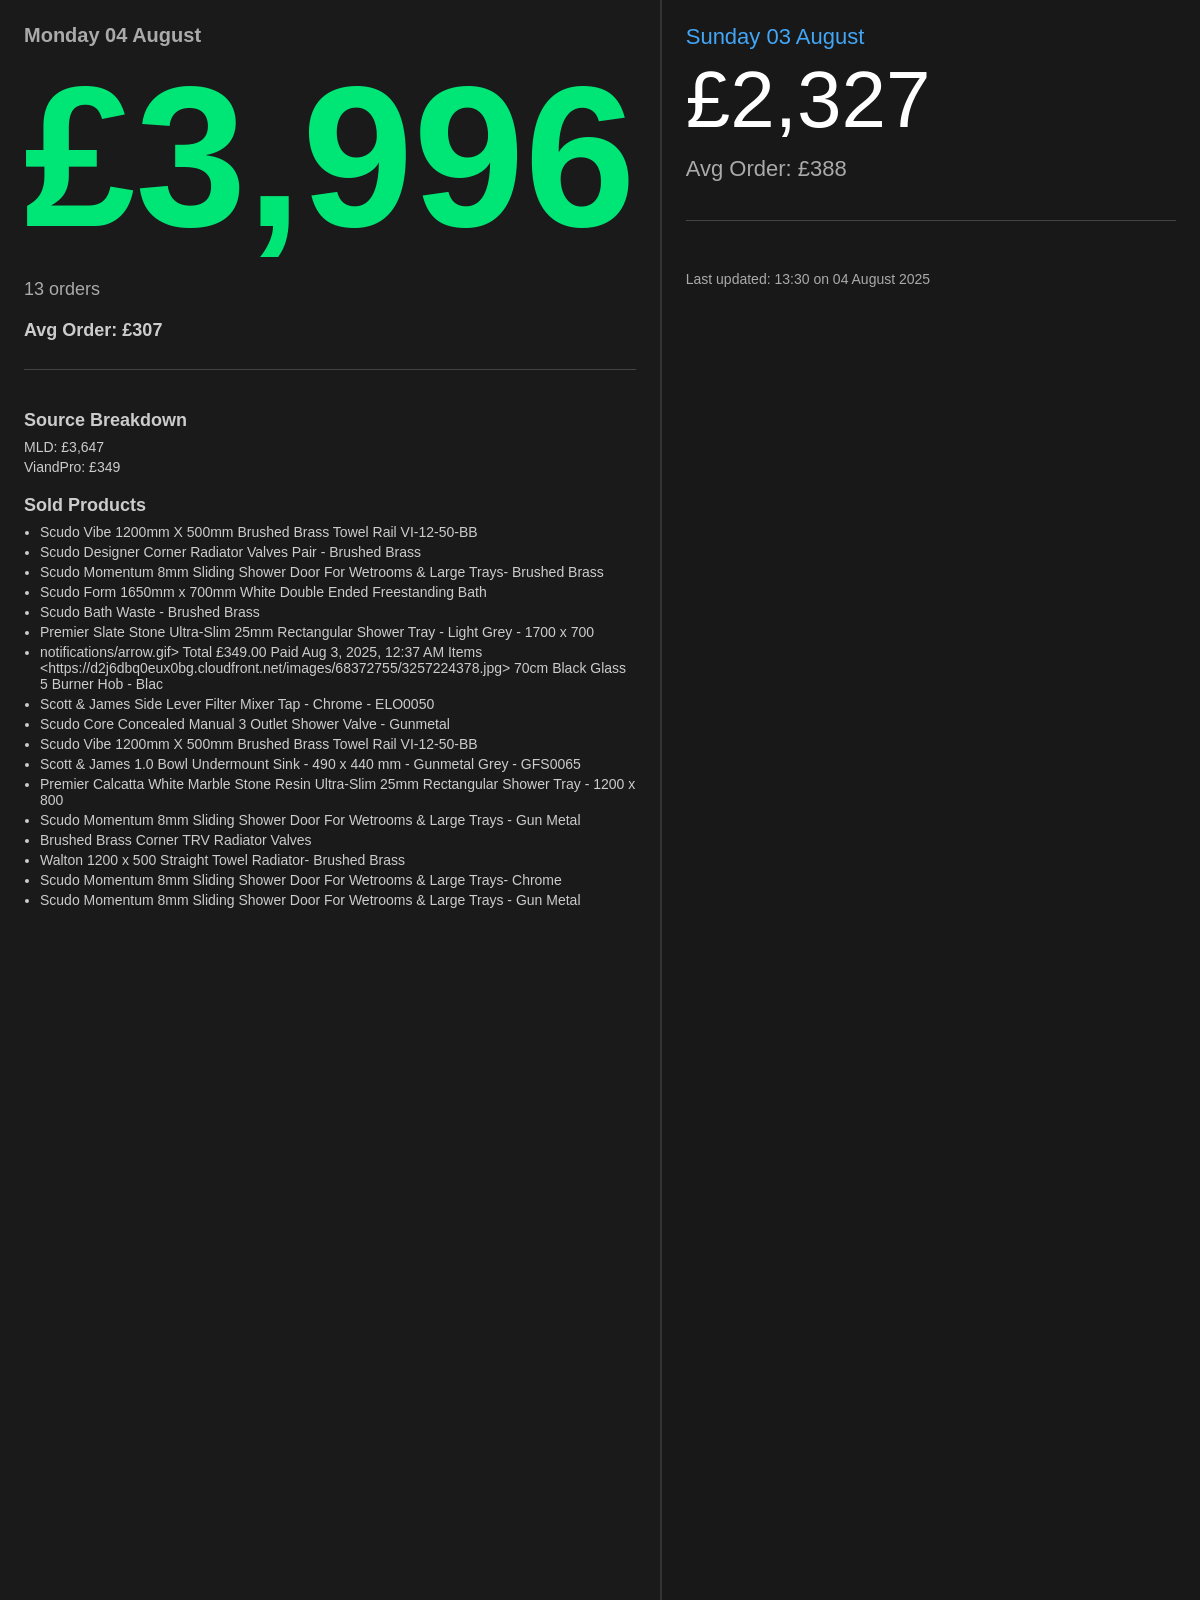 Monday 04 August
£3,996
13 orders
Avg Order: £307
Source Breakdown
MLD: £3,647
ViandPro: £349
Sold Products
• Scudo Vibe 1200mm X 500mm Brushed Brass Towel Rail VI-12-50-BB
• Scudo Designer Corner Radiator Valves Pair - Brushed Brass
• Scudo Momentum 8mm Sliding Shower Door For Wetrooms & Large Trays- Brushed Brass
• Scudo Form 1650mm x 700mm White Double Ended Freestanding Bath
• Scudo Bath Waste - Brushed Brass
• Premier Slate Stone Ultra-Slim 25mm Rectangular Shower Tray - Light Grey - 1700 x 700
• notifications/arrow.gif> Total £349.00 Paid Aug 3, 2025, 12:37 AM Items
<https://d2j6dbq0eux0bg.cloudfront.net/images/68372755/3257224378.jpg> 70cm Black Glass
5 Burner Hob - Blac
• Scott & James Side Lever Filter Mixer Tap - Chrome - ELO0050
• Scudo Core Concealed Manual 3 Outlet Shower Valve - Gunmetal
• Scudo Vibe 1200mm X 500mm Brushed Brass Towel Rail VI-12-50-BB
• Scott & James 1.0 Bowl Undermount Sink - 490 x 440 mm - Gunmetal Grey - GFS0065
• Premier Calcatta White Marble Stone Resin Ultra-Slim 25mm Rectangular Shower Tray - 1200 x
800
• Scudo Momentum 8mm Sliding Shower Door For Wetrooms & Large Trays - Gun Metal
• Brushed Brass Corner TRV Radiator Valves
• Walton 1200 x 500 Straight Towel Radiator- Brushed Brass
• Scudo Momentum 8mm Sliding Shower Door For Wetrooms & Large Trays- Chrome
• Scudo Momentum 8mm Sliding Shower Door For Wetrooms & Large Trays - Gun Metal
Sunday 03 August
£2,327
Avg Order: £388
Last updated: 13:30 on 04 August 2025